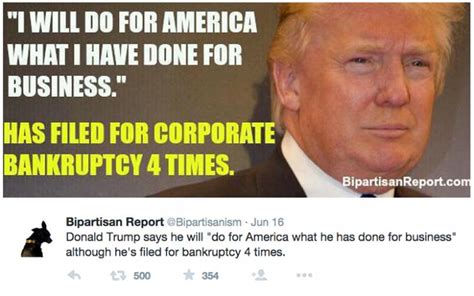 "I WILL DO FOR AMERICA
WHAT I HAVE DONE FOR
BUSINESS."
HAS FILED FOR CORPORATE
BANKRUPTCY 4 TIMES.
BipartisanReport.com
Bipartisan Report @Bipartisanism · Jun 16
Donald Trump says he will "do for America what he has done for business"
although he's filed for bankruptcy 4 times.
500 354